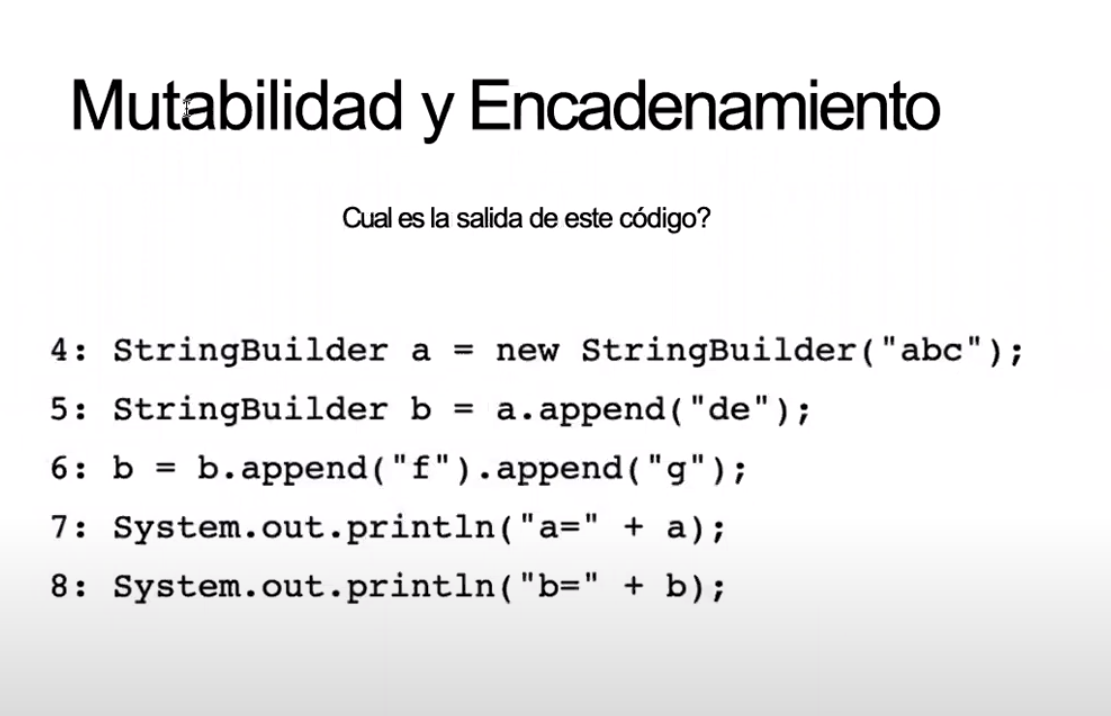 Mutabilidad y Encadenamiento
Cual es la salida de este código?
4: StringBuilder a = new StringBuilder("abc");
5: StringBuilder b = a.append("de");
6: b = b.append("f").append("g");
7: System.out.println("a=" + a);
8: System.out.println("b=" + b);